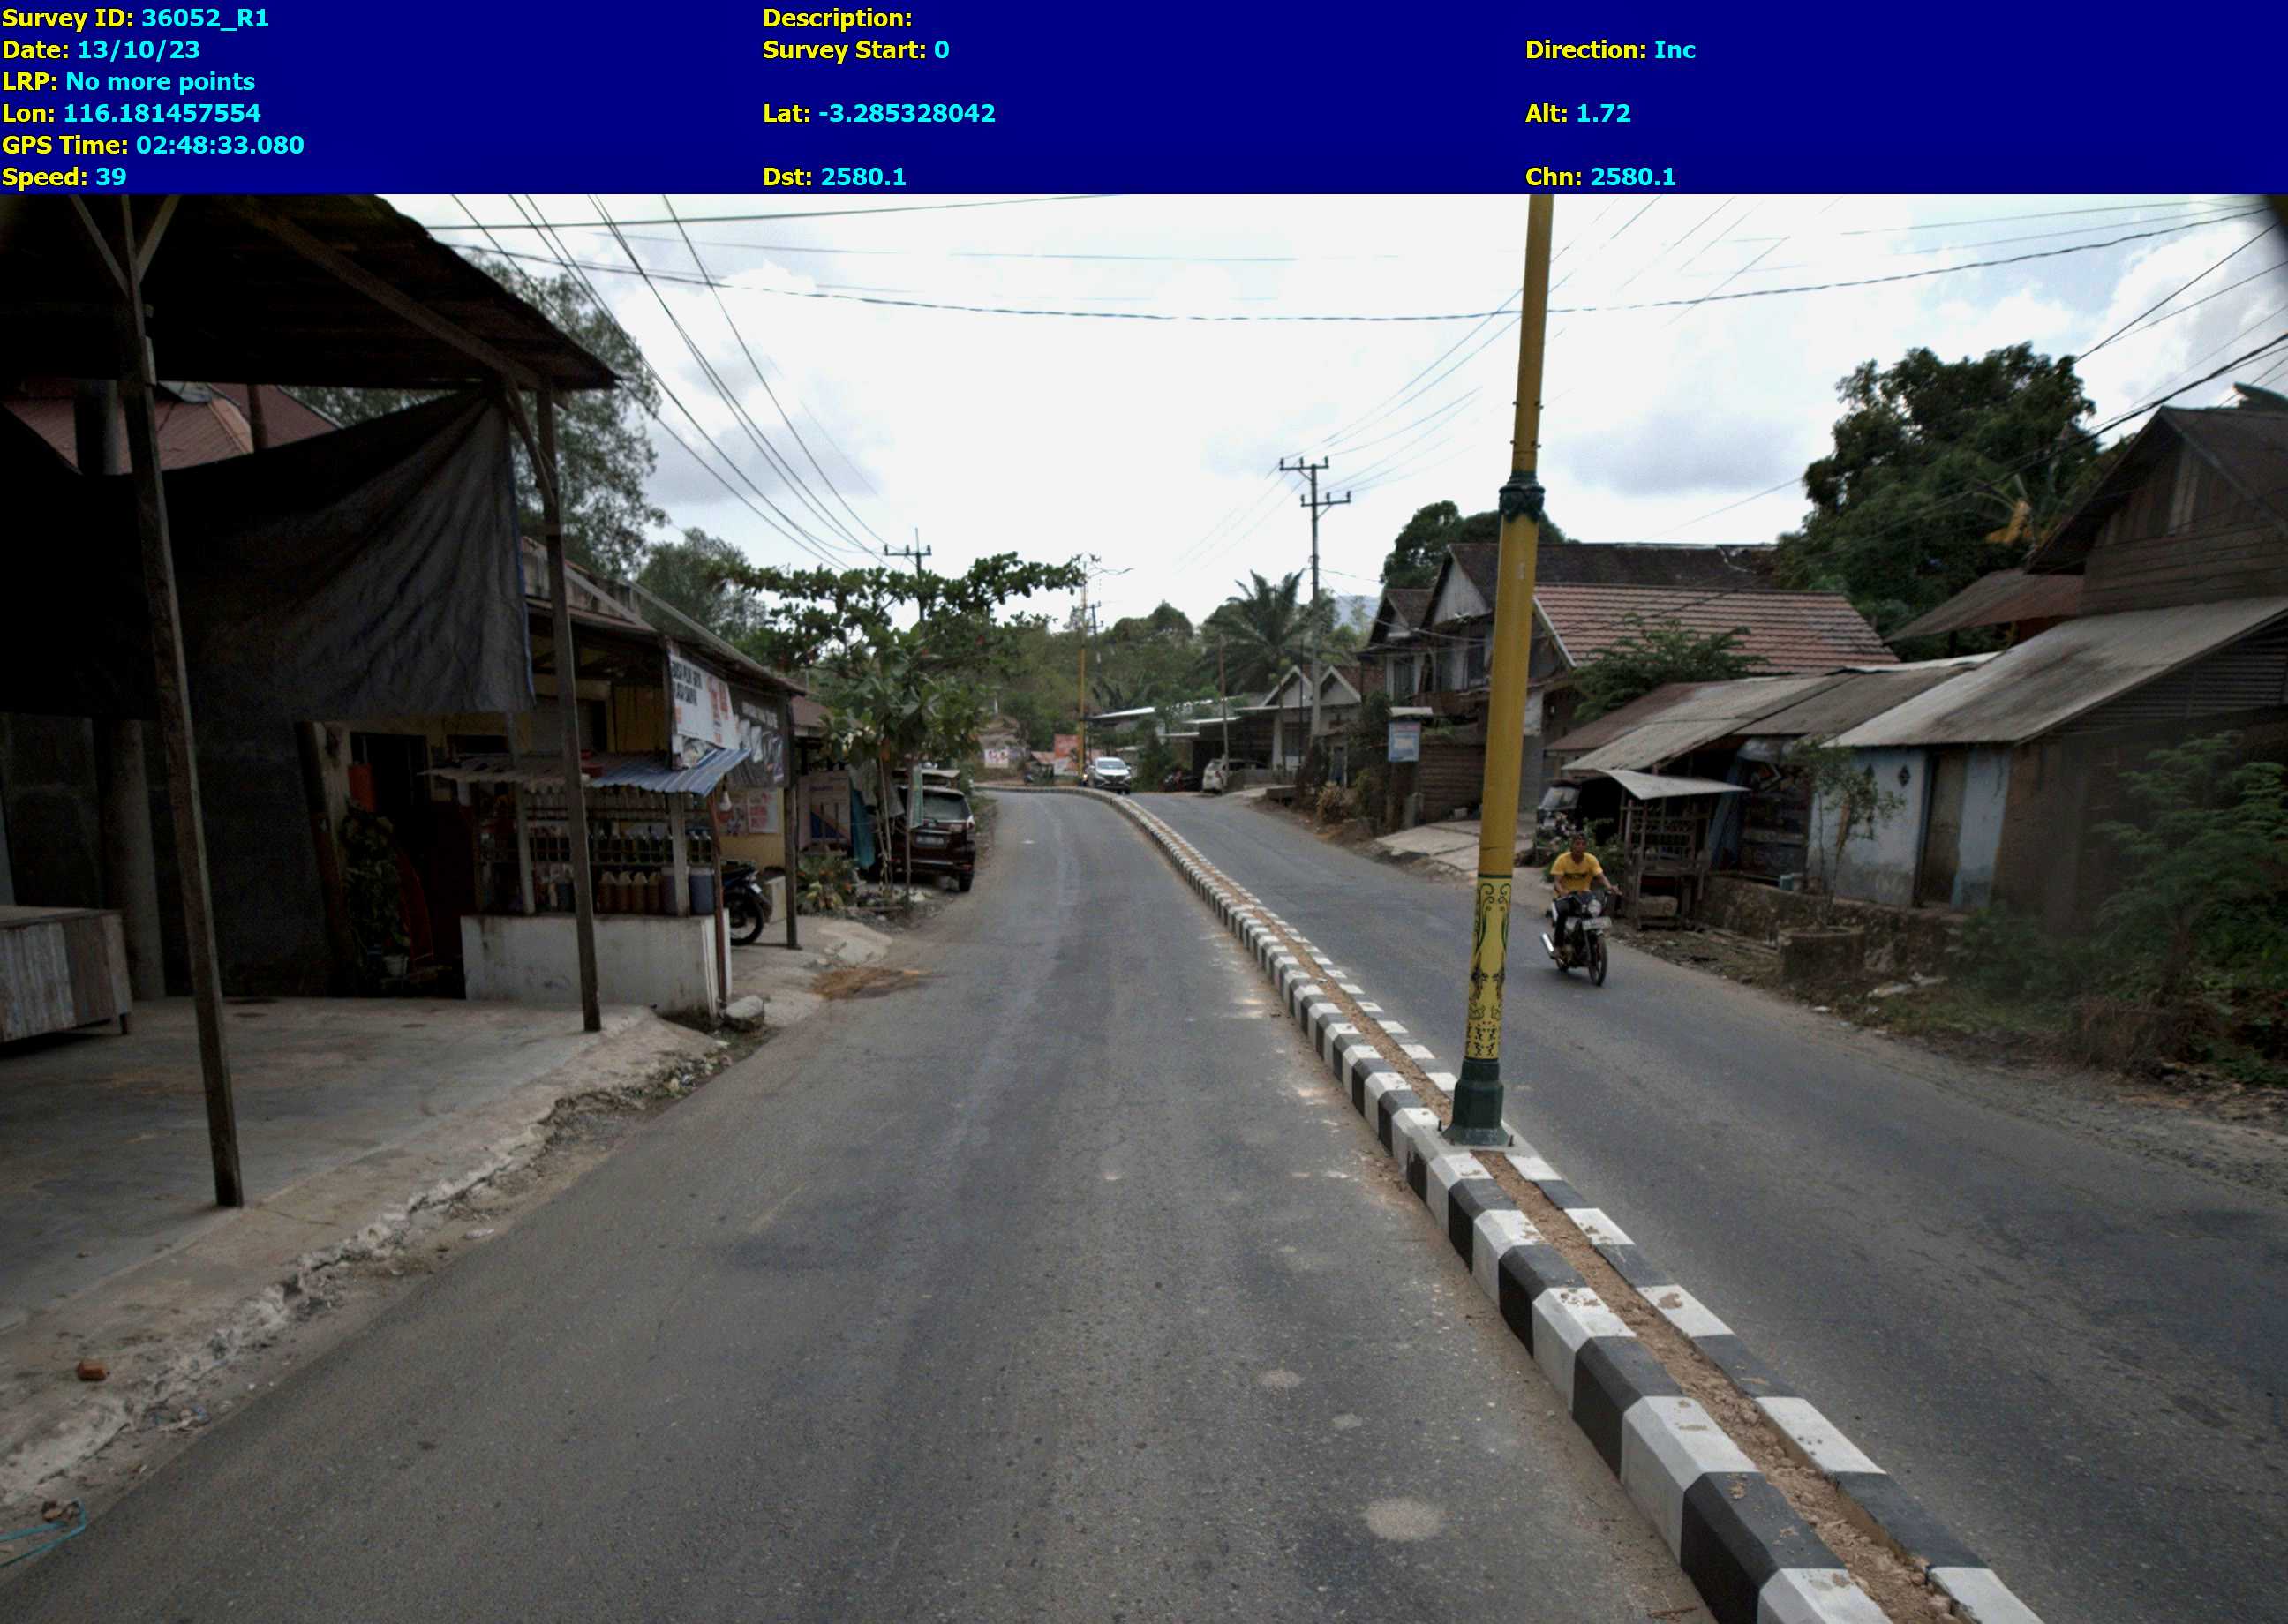 Survey ID: 36052_R1
Description:
Date: 13/10/23
Survey Start: 0
Direction: Inc
LRP: No more points
Lon: 116.181457554
Lat: -3.285328042
Alt: 1.72
GPS Time: 02:48:33.080
Speed: 39
Dst: 2580.1
Chn: 2580.1